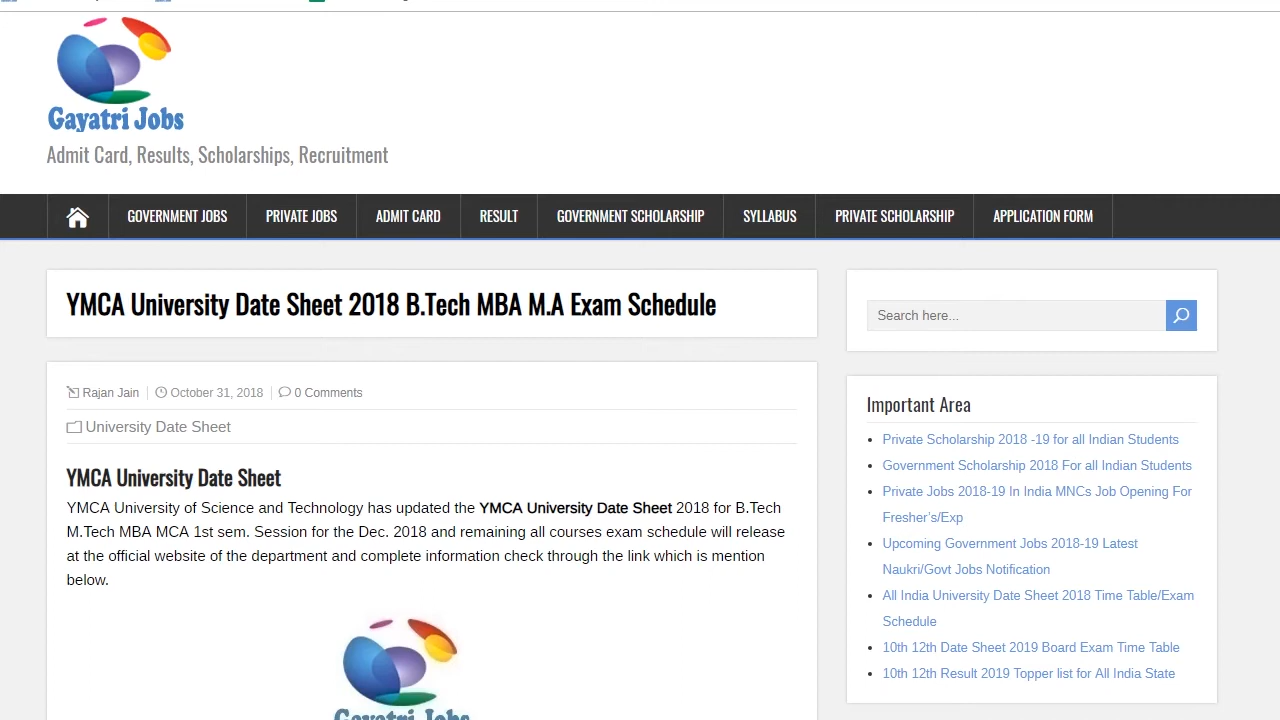 Gayatri Jobs
Admit Card, Results, Scholarships, Recruitment
GOVERNMENT JOBS PRIVATE JOBS ADMIT CARD RESULT GOVERNMENT SCHOLARSHIP SYLLABUS PRIVATE SCHOLARSHIP APPLICATION FORM
YMCA University Date Sheet 2018 B.Tech MBA M.A Exam Schedule
Rajan Jain October 31, 2018 0 Comments
University Date Sheet
YMCA University Date Sheet
YMCA University of Science and Technology has updated the YMCA University Date Sheet 2018 for B.Tech
M.Tech MBA MCA 1st sem. Session for the Dec. 2018 and remaining all courses exam schedule will release
at the official website of the department and complete information check through the link which is mention
below.
Gayatri Jobs
Search here...
Important Area
Private Scholarship 2018 -19 for all Indian Students
Government Scholarship 2018 For all Indian Students
Private Jobs 2018-19 In India MNCs Job Opening For
Fresher’s/Exp
Upcoming Government Jobs 2018-19 Latest
Naukri/Govt Jobs Notification
All India University Date Sheet 2018 Time Table/Exam
Schedule
10th 12th Date Sheet 2019 Board Exam Time Table
10th 12th Result 2019 Topper list for All India State